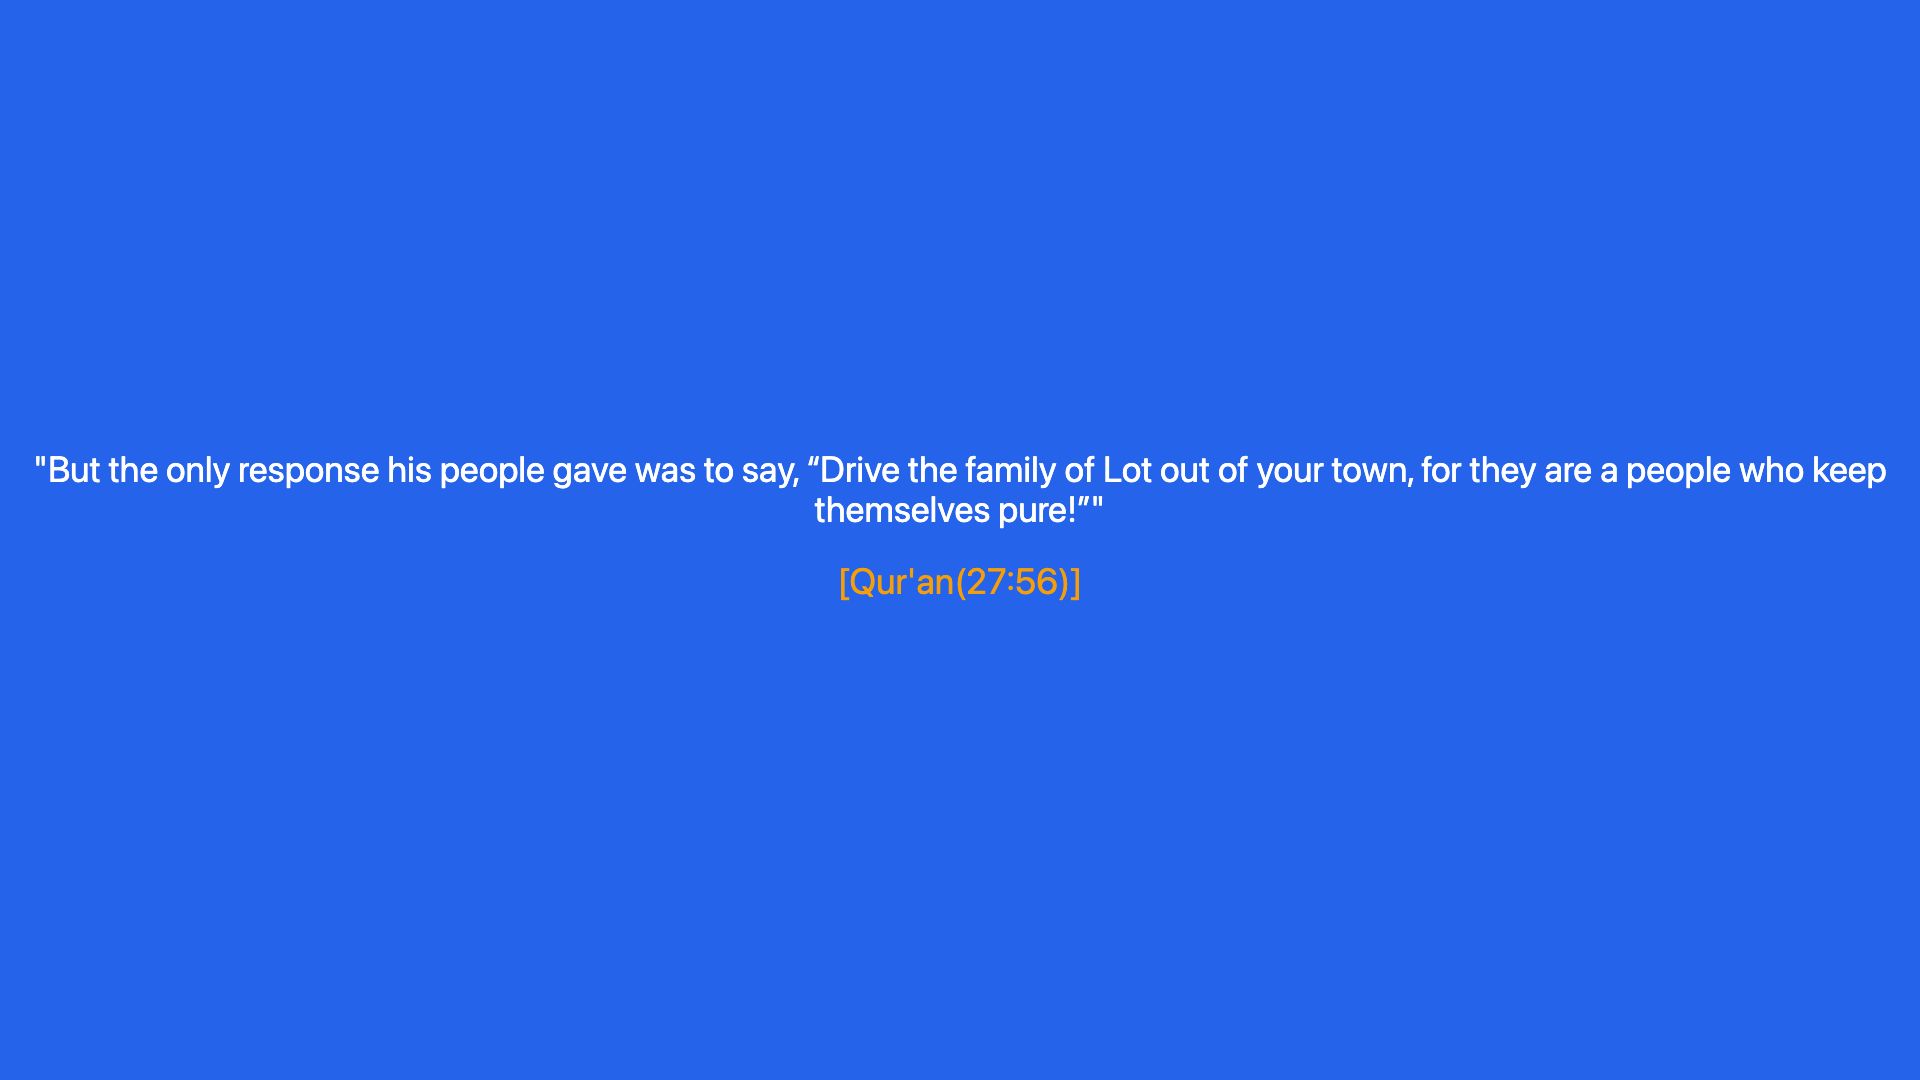 "But the only response his people gave was to say, “Drive the family of Lot out of your town, for they are a people who keep
themselves pure!”"
[Qur'an(27:56)]